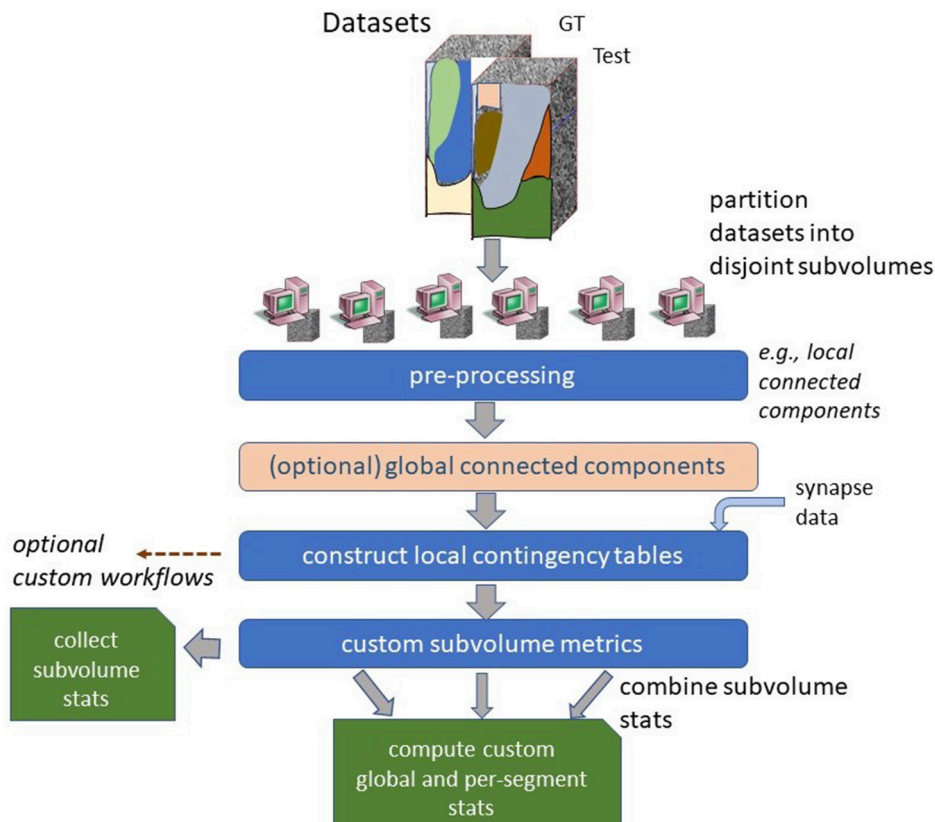 Datasets
GT
Test
partition
datasets into
disjoint subvolumes
pre-processing
e.g., local
connected
components
(optional) global connected components
synapse
data
construct local contingency tables
optional
custom workflows
custom subvolume metrics
collect
subvolume
stats
combine subvolume
stats
compute custom
global and per-segment
stats